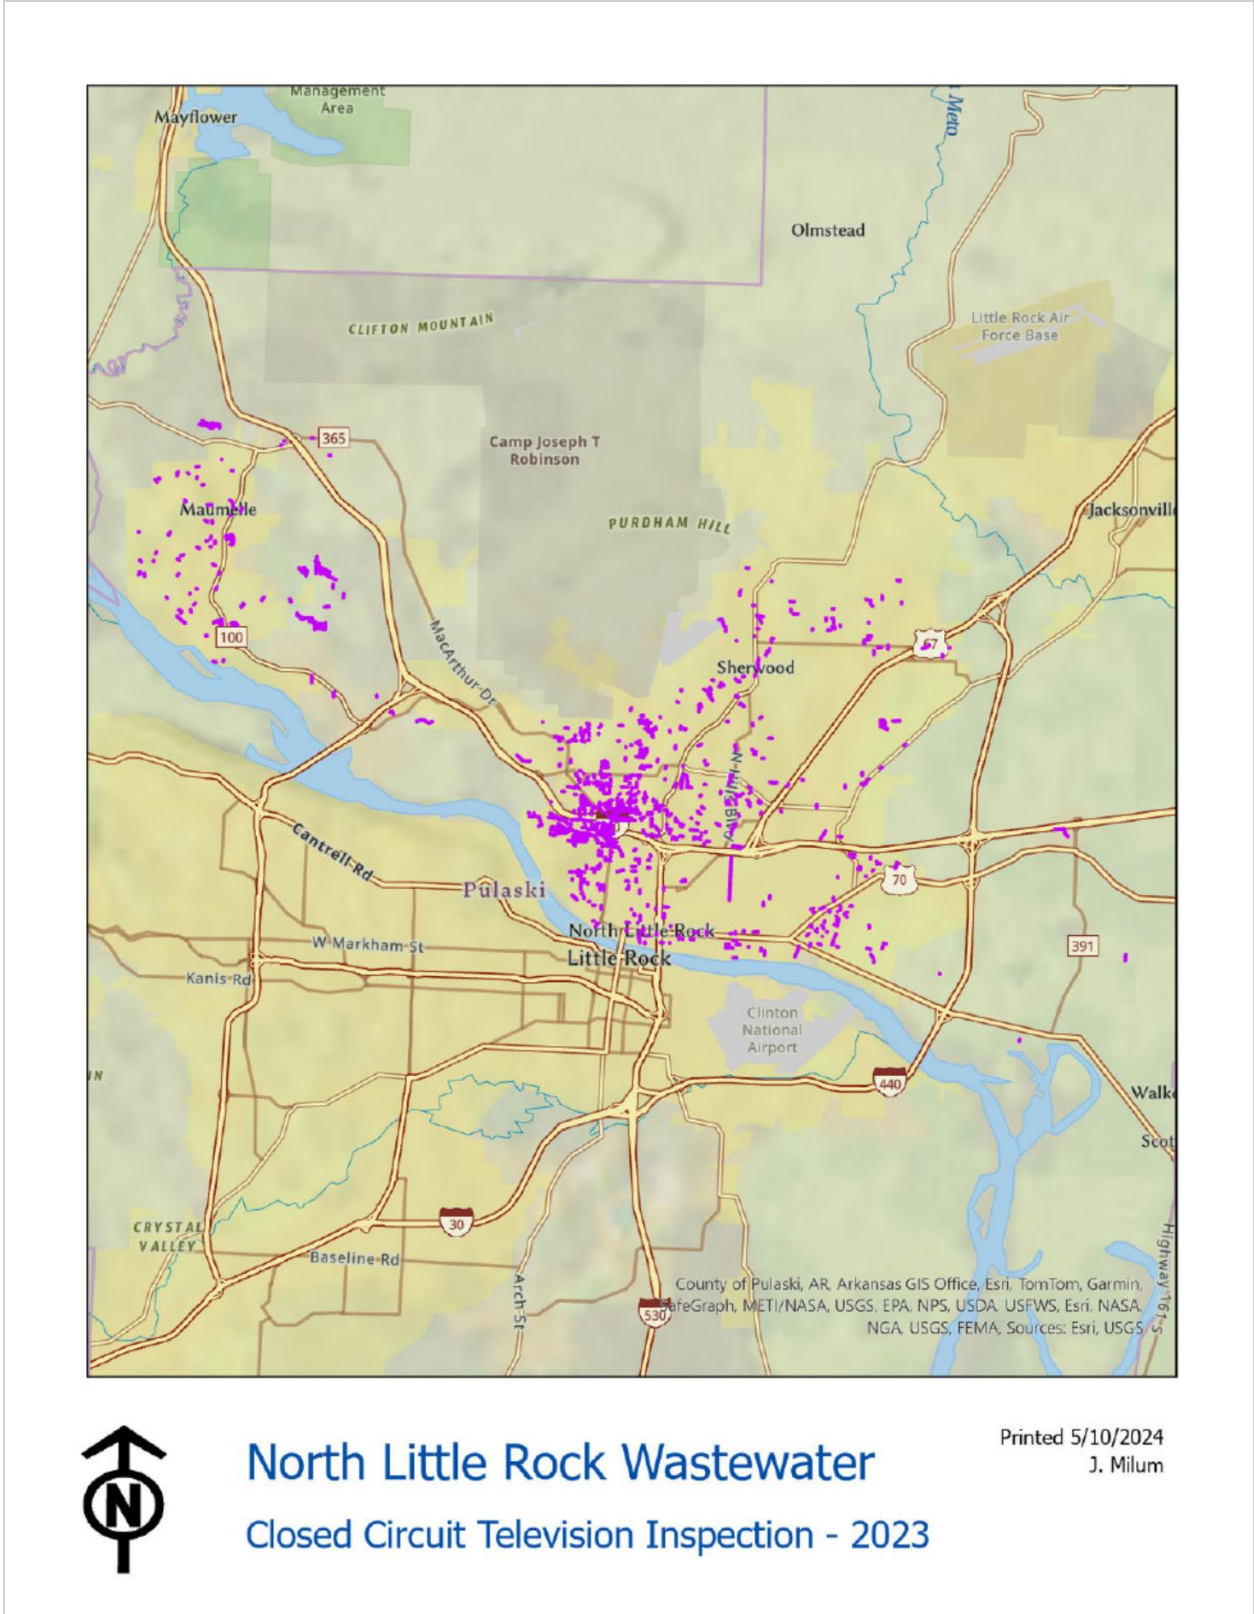 Management
Area
Mayflower
Meto
Olmstead
CLIFTON MOUNTAIN
Little Rock Air
Force Base
365
Camp Joseph T
Robinson
Maumelle
PURDHAM HILL
Jacksonvill
100
MacArthur Dr
67
Sherwood
Cantrell Rd
Pulaski
70
North Little Rock
W Markham St
Little Rock
391
Kanis Rd
Clinton
National
Airport
440
Walk
Scot
30
CRYSTAL
VALLEY
Baseline Rd
Arch St
Highway 161 S
530
County of Pulaski, AR, Arkansas GIS Office, Esri, TomTom, Garmin,
SafeGraph, METI/NASA, USGS, EPA, NPS, USDA, USFWS, Esri, NASA,
NGA, USGS, FEMA, Sources: Esri, USGS
N
North Little Rock Wastewater
Closed Circuit Television Inspection - 2023
Printed 5/10/2024
J. Milum